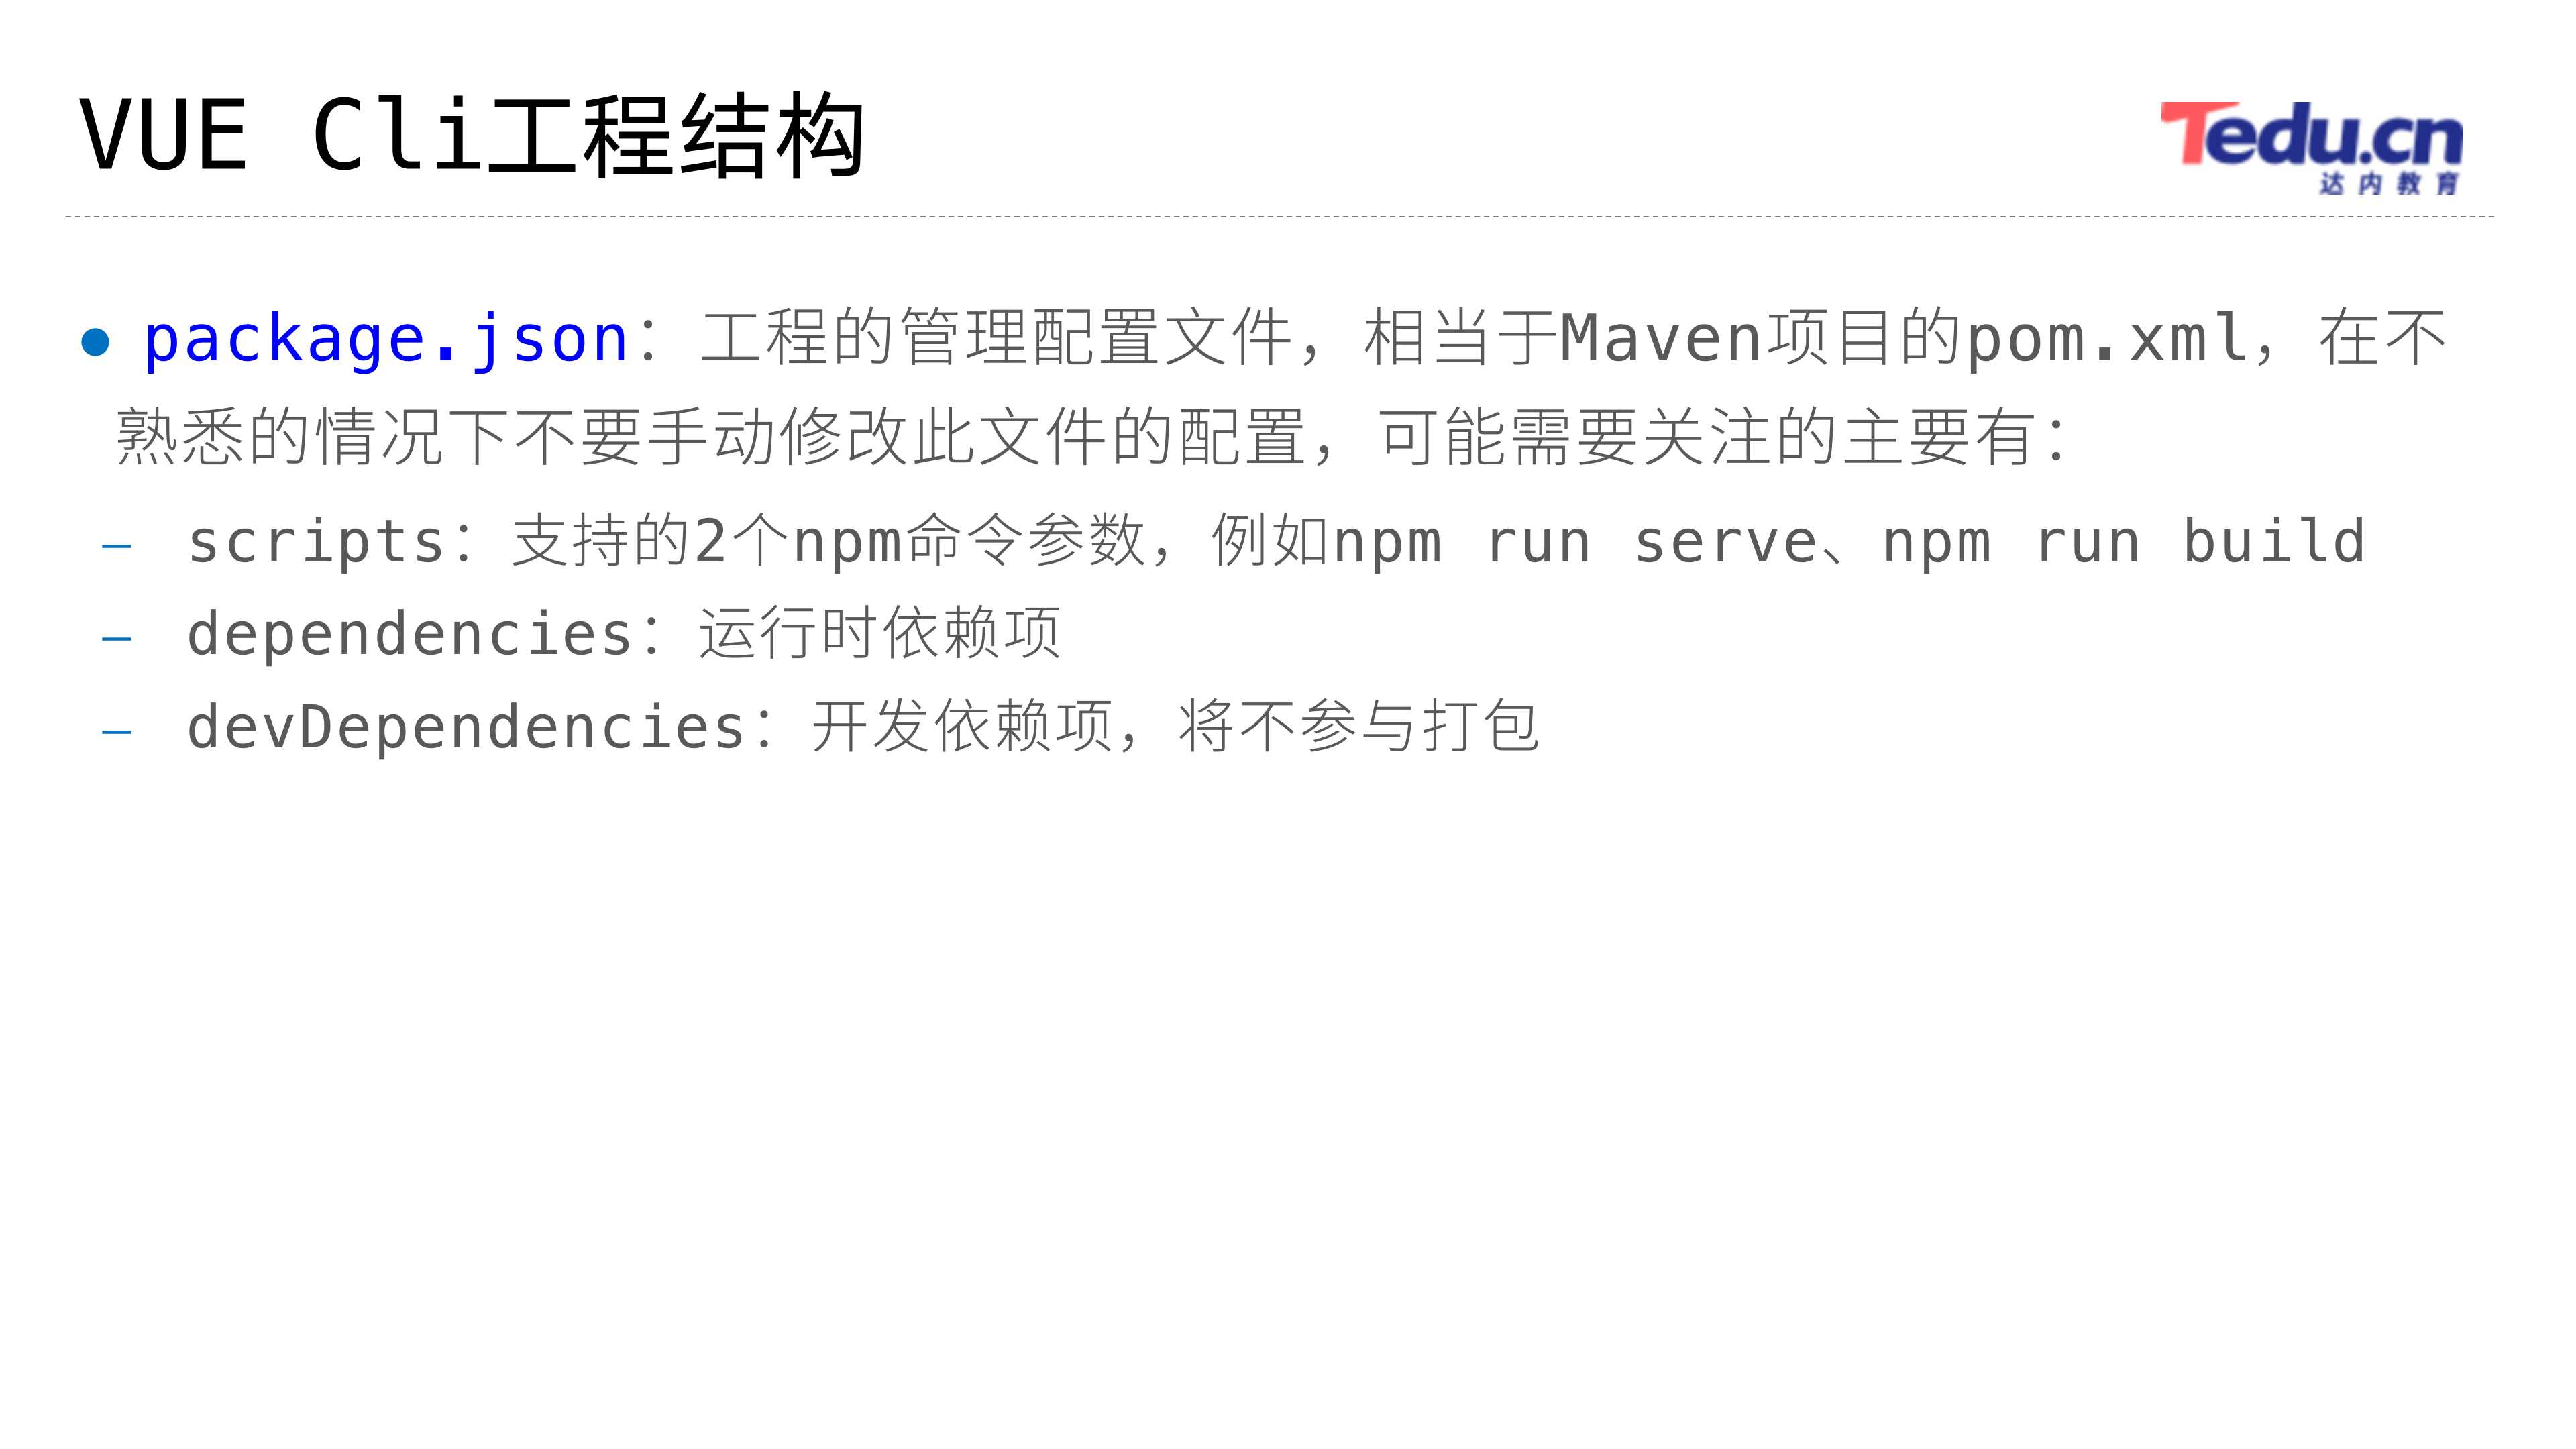 VUE Cli工程结构
Tedu.cn
达内教育
● package.json：工程的管理配置文件，相当于Maven项目的pom.xml，在不
熟悉的情况下不要手动修改此文件的配置，可能需要关注的主要有：
– scripts：支持的2个npm命令参数，例如npm run serve、npm run build
– dependencies：运行时依赖项
– devDependencies：开发依赖项，将不参与打包